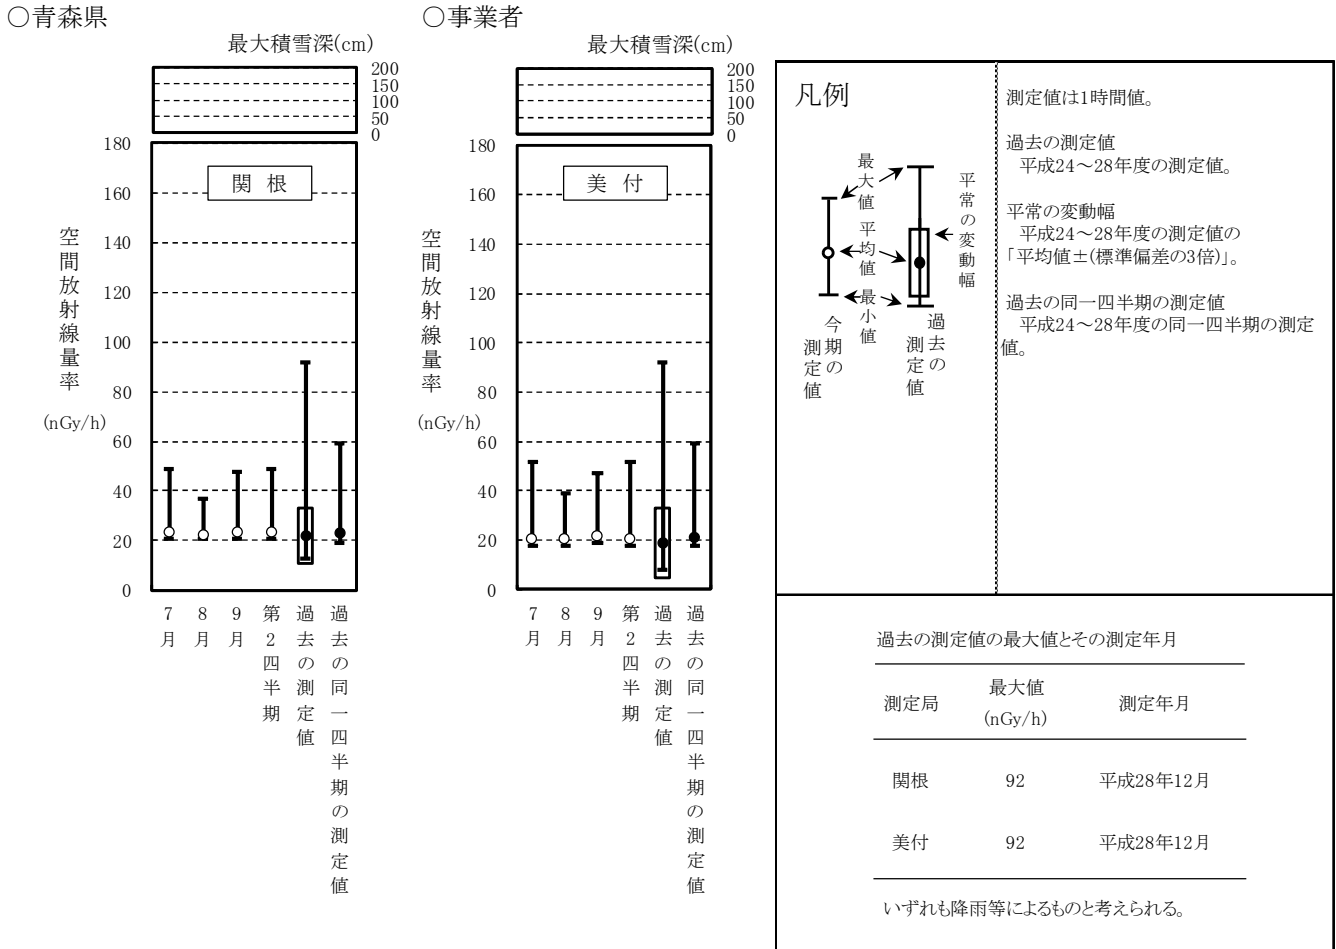 ○青森県
最大積雪深(cm)
200
150
100
50
0
180
160
140
120
100
80
60
40
20
0
関根
空間放射線量率
(nGy/h)
7月
8月
9月
第2四半期
過去の測定値
過去の同一四半期の測定値
○事業者
最大積雪深(cm)
200
150
100
50
0
180
160
140
120
100
80
60
40
20
0
美付
空間放射線量率
(nGy/h)
7月
8月
9月
第2四半期
過去の測定値
過去の同一四半期の測定値
凡例
最大値
平均値
最小値
平常の変動幅
今期の
測定値
過去の
測定値
測定値は1時間値。
過去の測定値
平成24～28年度の測定値。
平常の変動幅
平成24～28年度の測定値の
「平均値±(標準偏差の3倍)」。
過去の同一四半期の測定値
平成24～28年度の同一四半期の測定
値。
過去の測定値の最大値とその測定年月
測定局 最大値 (nGy/h) 測定年月
関根 92 平成28年12月
美付 92 平成28年12月
いずれも降雨等によるものと考えられる。